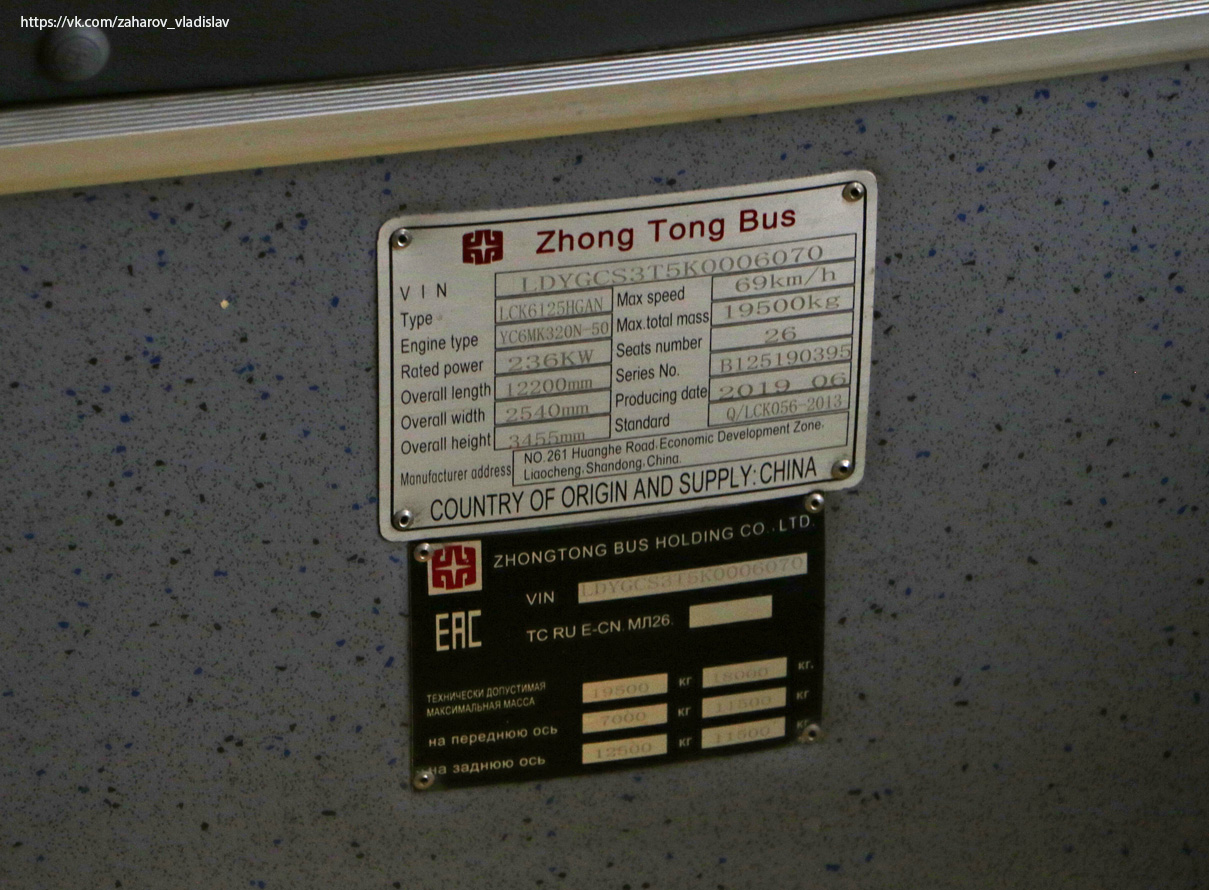 https://vk.com/zaharov_vladislav
Zhong Tong Bus
VIN LDYGCS3T5K0006070
Type LCK6125HGAN Max speed 69km/h
Engine type YC6MK320N-50 Max.total mass 19500kg
Rated power 236KW Seats number 26
Overall length 12200mm Series No. B125190395
Overall width 2540mm Producing date 2019 06
Overall height 3455mm Standard Q/LCK056-2013
Manufacturer address NO.261 Huanghe Road.Economic Development Zone.
Liaocheng.Shandong.China.
COUNTRY OF ORIGIN AND SUPPLY: CHINA
ZHONGTONG BUS HOLDING CO.,LTD.
EAC
VIN LDYGCS3T5K0006070
TC RU E-CN.МЛ26.
ТЕХНИЧЕСКИ ДОПУСТИМАЯ
МАКСИМАЛЬНАЯ МАССА 19500 кг 18000 кг.
на переднюю ось 7000 кг 11500 кг
на заднюю ось 12500 кг 11500 кг